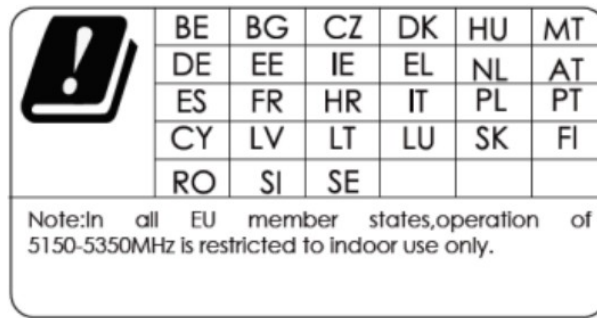 BE BG CZ DK HU MT
DE EE IE EL NL AT
ES FR HR IT PL PT
CY LV LT LU SK FI
RO SI SE
Note:In all EU member states,operation of
5150-5350MHz is restricted to indoor use only.